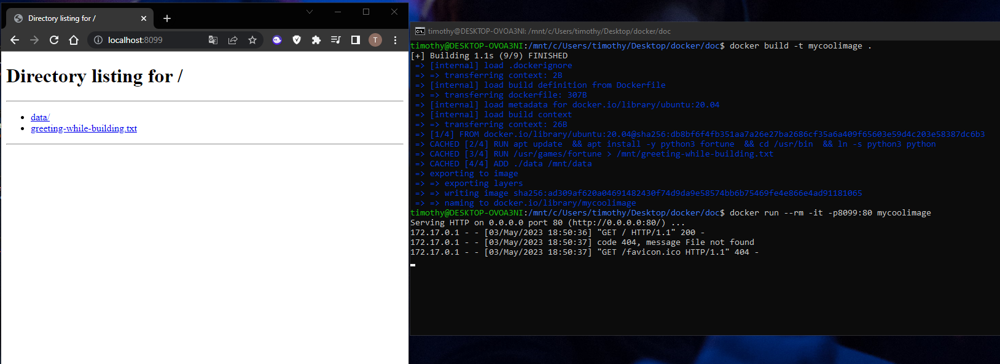 Directory listing for /
localhost:8099
T
Directory listing for /
data/
greeting-while-building.txt
timothy@DESKTOP-OVOA3NI: /mnt/c/Users/timothy/Desktop/docker/doc
timothy@DESKTOP-OVOA3NI:/mnt/c/Users/timothy/Desktop/docker/doc$ docker build -t mycoolimage .
[+] Building 1.1s (9/9) FINISHED
=> [internal] load .dockerignore
=> => transferring context: 2B
=> [internal] load build definition from Dockerfile
=> => transferring dockerfile: 307B
=> [internal] load metadata for docker.io/library/ubuntu:20.04
=> [internal] load build context
=> => transferring context: 26B
=> [1/4] FROM docker.io/library/ubuntu:20.04@sha256:db8bf6f4fb351aa7a26e27ba2686cf35a6a409f65603e59d4c203e58387dc6b3
=> CACHED [2/4] RUN apt update  && apt install -y python3 fortune  && cd /usr/bin  && ln -s python3 python
=> CACHED [3/4] RUN /usr/games/fortune > /mnt/greeting-while-building.txt
=> CACHED [4/4] ADD ./data /mnt/data
=> exporting to image
=> => exporting layers
=> => writing image sha256:ad309af620a04691482430f74d9da9e58574bb6b75469fe4e866e4ad91181065
=> => naming to docker.io/library/mycoolimage
timothy@DESKTOP-OVOA3NI:/mnt/c/Users/timothy/Desktop/docker/doc$ docker run --rm -it -p8099:80 mycoolimage
Serving HTTP on 0.0.0.0 port 80 (http://0.0.0.0:80/) ...
172.17.0.1 - - [03/May/2023 18:50:36] "GET / HTTP/1.1" 200 -
172.17.0.1 - - [03/May/2023 18:50:37] code 404, message File not found
172.17.0.1 - - [03/May/2023 18:50:37] "GET /favicon.ico HTTP/1.1" 404 -